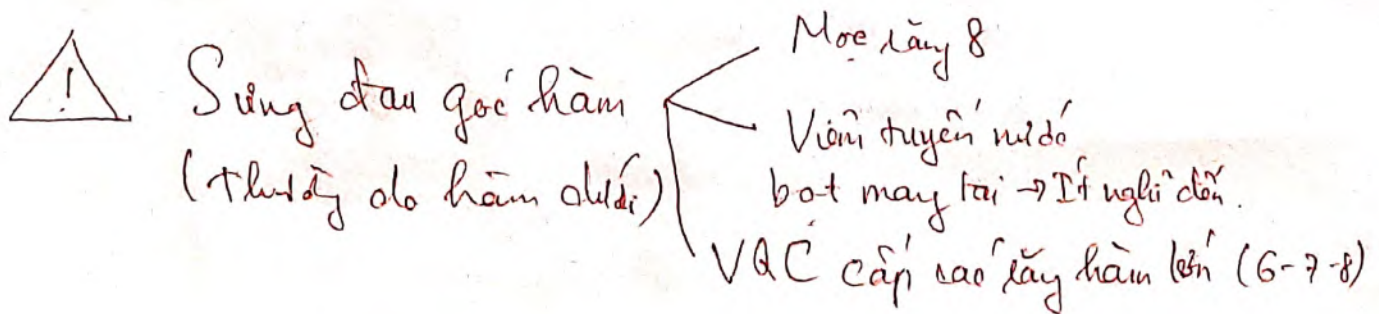 !
Sưng đau góc hàm
(thường do hàm dưới)
Mọc răng 8
Viêm tuyến nước
bọt mang tai → Ít nghĩ đến.
VQC cấp các răng hàm lớn (6-7-8)